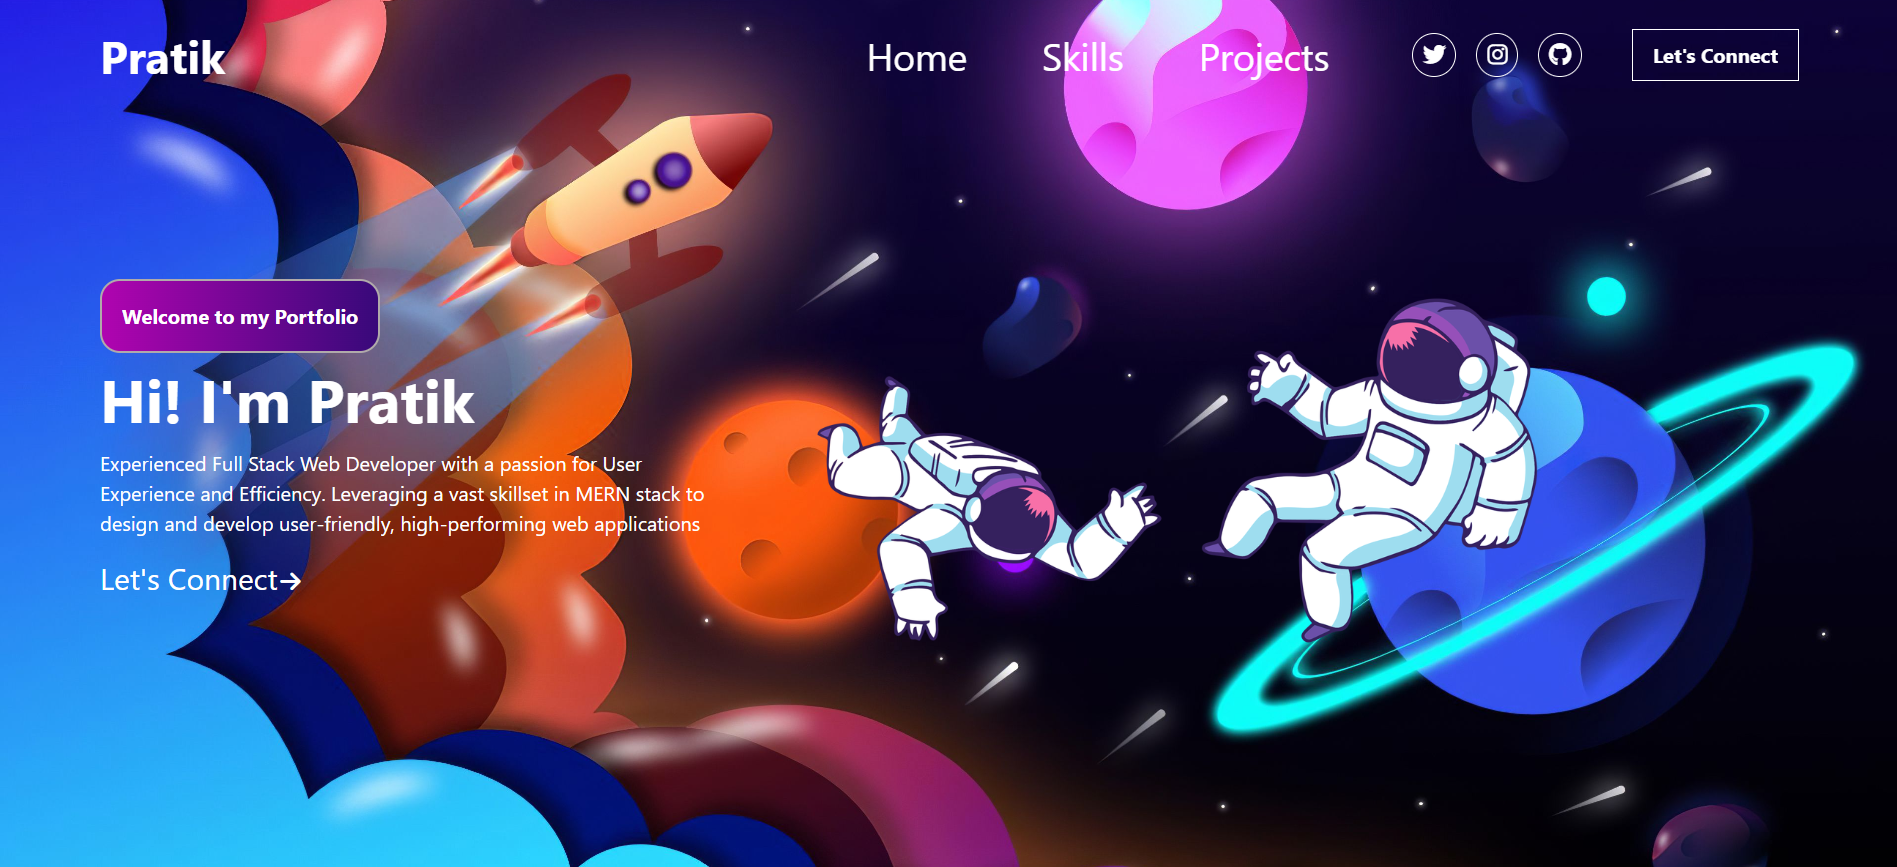 Pratik
Home
Skills
Projects
Let's Connect
Welcome to my Portfolio
Hi! I'm Pratik
Experienced Full Stack Web Developer with a passion for User
Experience and Efficiency. Leveraging a vast skillset in MERN stack to
design and develop user-friendly, high-performing web applications
Let's Connect→